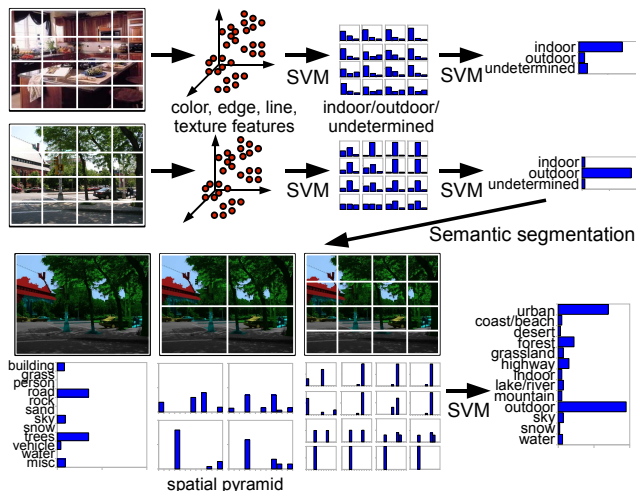 indoor
outdoor
undetermined
SVM
SVM
color, edge, line,
texture features
indoor/outdoor/
undetermined
indoor
outdoor
undetermined
SVM
SVM
Semantic segmentation
building
grass
person
road
rock
sand
sky
snow
trees
vehicle
water
misc
spatial pyramid
SVM
urban
coast/beach
desert
forest
grassland
highway
indoor
lake/river
mountain
outdoor
sky
snow
water